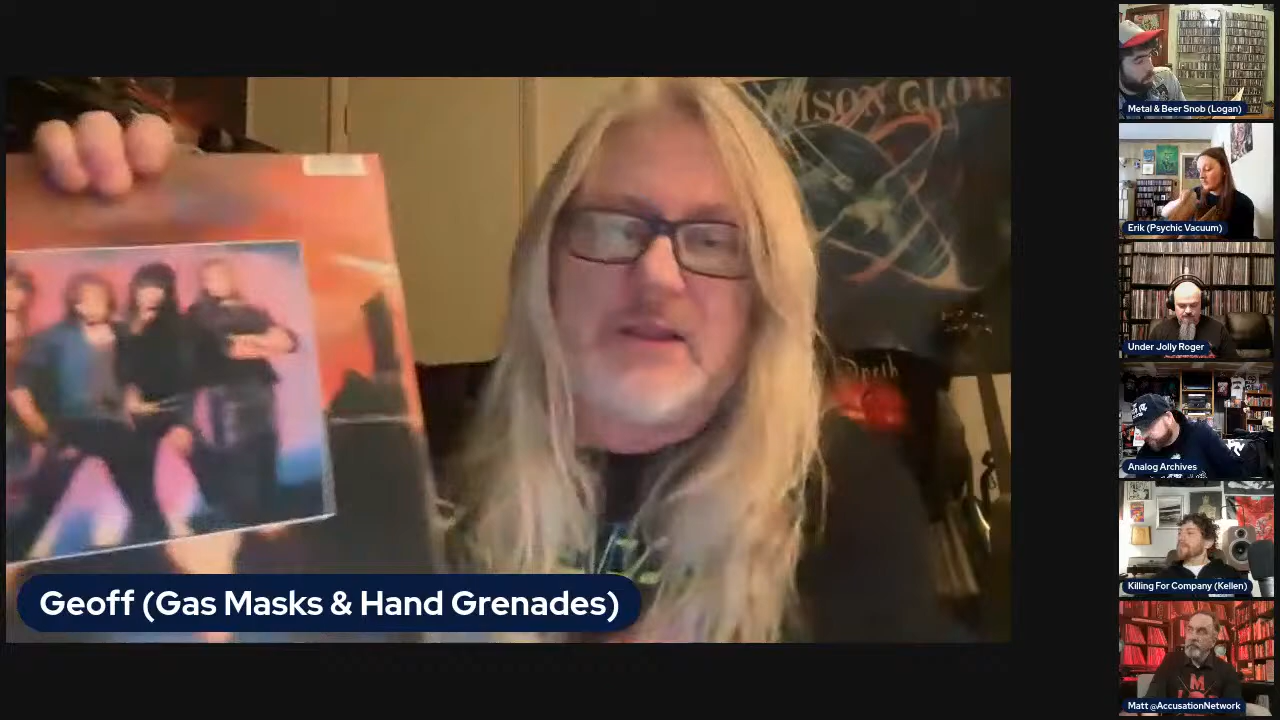 Geoff (Gas Masks & Hand Grenades)
Metal & Beer Snob (Logan)
Erik (Psychic Vacuum)
Under Jolly Roger
Analog Archives
Killing For Company (Kellen)
Matt @AccusationNetwork